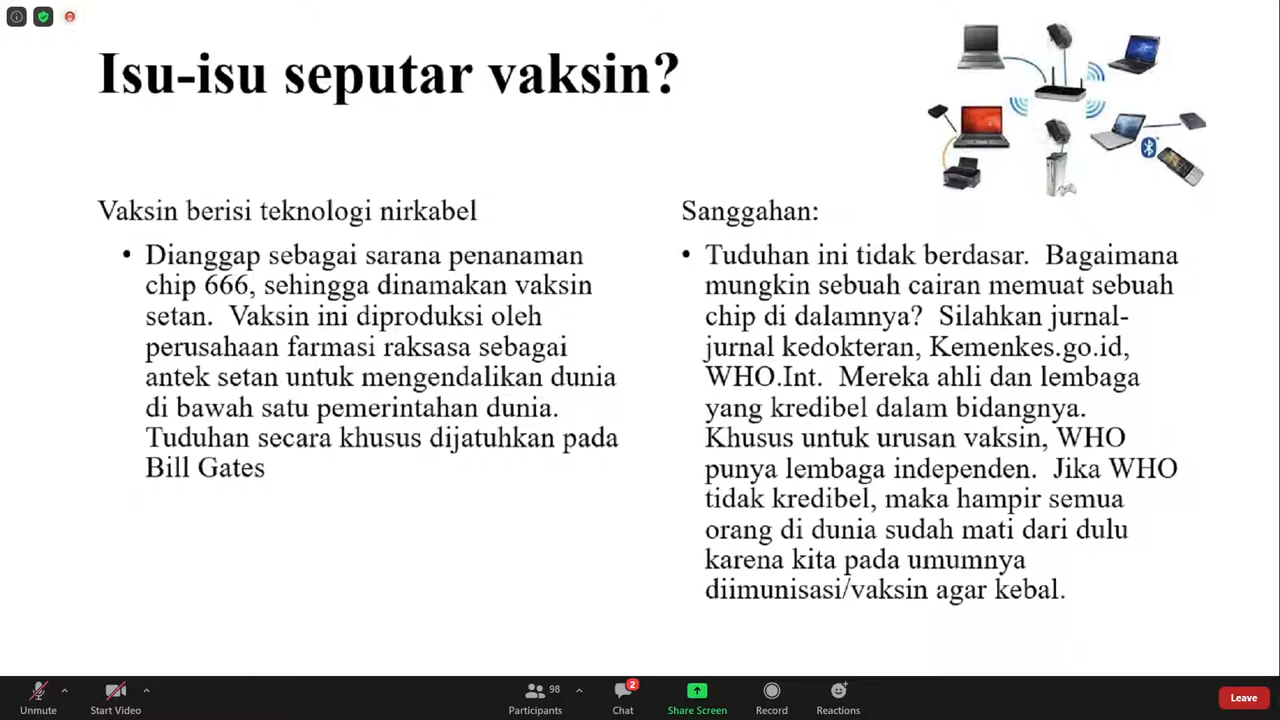 Isu-isu seputar vaksin?
Vaksin berisi teknologi nirkabel
• Dianggap sebagai sarana penanaman
chip 666, sehingga dinamakan vaksin
setan.  Vaksin ini diproduksi oleh
perusahaan farmasi raksasa sebagai
antek setan untuk mengendalikan dunia
di bawah satu pemerintahan dunia.
Tuduhan secara khusus dijatuhkan pada
Bill Gates
Sanggahan:
• Tuduhan ini tidak berdasar.  Bagaimana
mungkin sebuah cairan memuat sebuah
chip di dalamnya?  Silahkan jurnal-
jurnal kedokteran, Kemenkes.go.id,
WHO.Int.  Mereka ahli dan lembaga
yang kredibel dalam bidangnya.
Khusus untuk urusan vaksin, WHO
punya lembaga independen.  Jika WHO
tidak kredibel, maka hampir semua
orang di dunia sudah mati dari dulu
karena kita pada umumnya
diimunisasi/vaksin agar kebal.
98
2
Unmute
Start Video
Participants
Chat
Share Screen
Record
Reactions
Leave